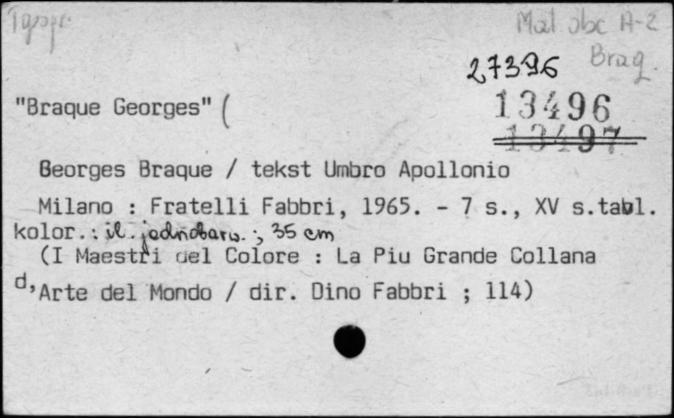 Mal obc A-Z
Braq.
27396
"Braque Georges" (
13496
13497
Georges Braque / tekst Umbro Apollonio
Milano : Fratelli Fabbri, 1965. - 7 s., XV s.tabl.
kolor.: il. jednobarw.; 35 cm
(I Maestri del Colore : La Piu Grande Collana
d'Arte del Mondo / dir. Dino Fabbri ; 114)